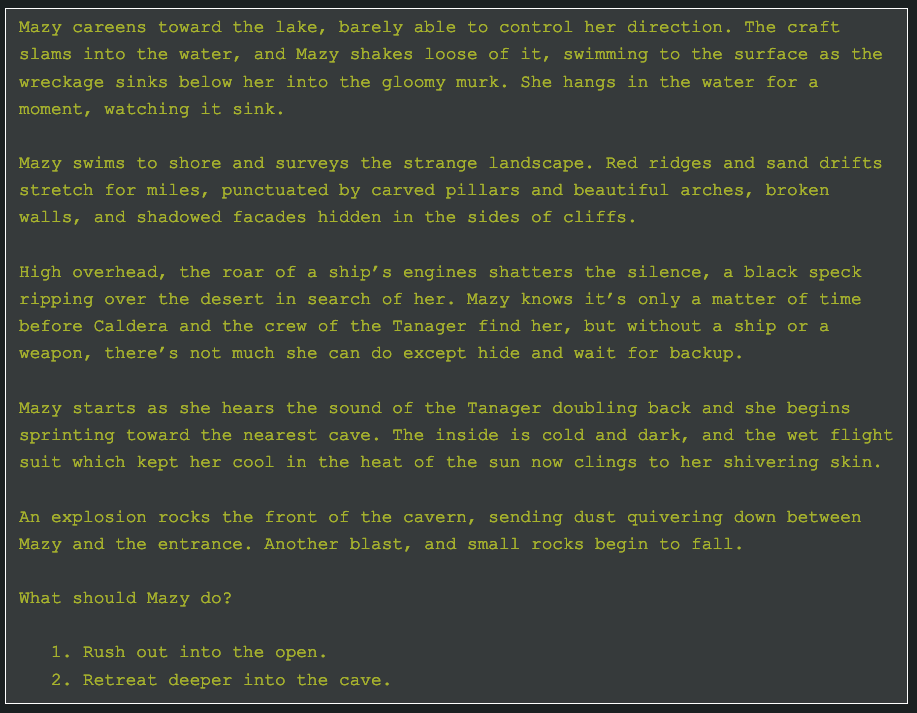 Mazy careens toward the lake, barely able to control her direction. The craft
slams into the water, and Mazy shakes loose of it, swimming to the surface as the
wreckage sinks below her into the gloomy murk. She hangs in the water for a
moment, watching it sink.
Mazy swims to shore and surveys the strange landscape. Red ridges and sand drifts
stretch for miles, punctuated by carved pillars and beautiful arches, broken
walls, and shadowed facades hidden in the sides of cliffs.
High overhead, the roar of a ship’s engines shatters the silence, a black speck
ripping over the desert in search of her. Mazy knows it’s only a matter of time
before Caldera and the crew of the Tanager find her, but without a ship or a
weapon, there’s not much she can do except hide and wait for backup.
Mazy starts as she hears the sound of the Tanager doubling back and she begins
sprinting toward the nearest cave. The inside is cold and dark, and the wet flight
suit which kept her cool in the heat of the sun now clings to her shivering skin.
An explosion rocks the front of the cavern, sending dust quivering down between
Mazy and the entrance. Another blast, and small rocks begin to fall.
What should Mazy do?
1. Rush out into the open.
2. Retreat deeper into the cave.